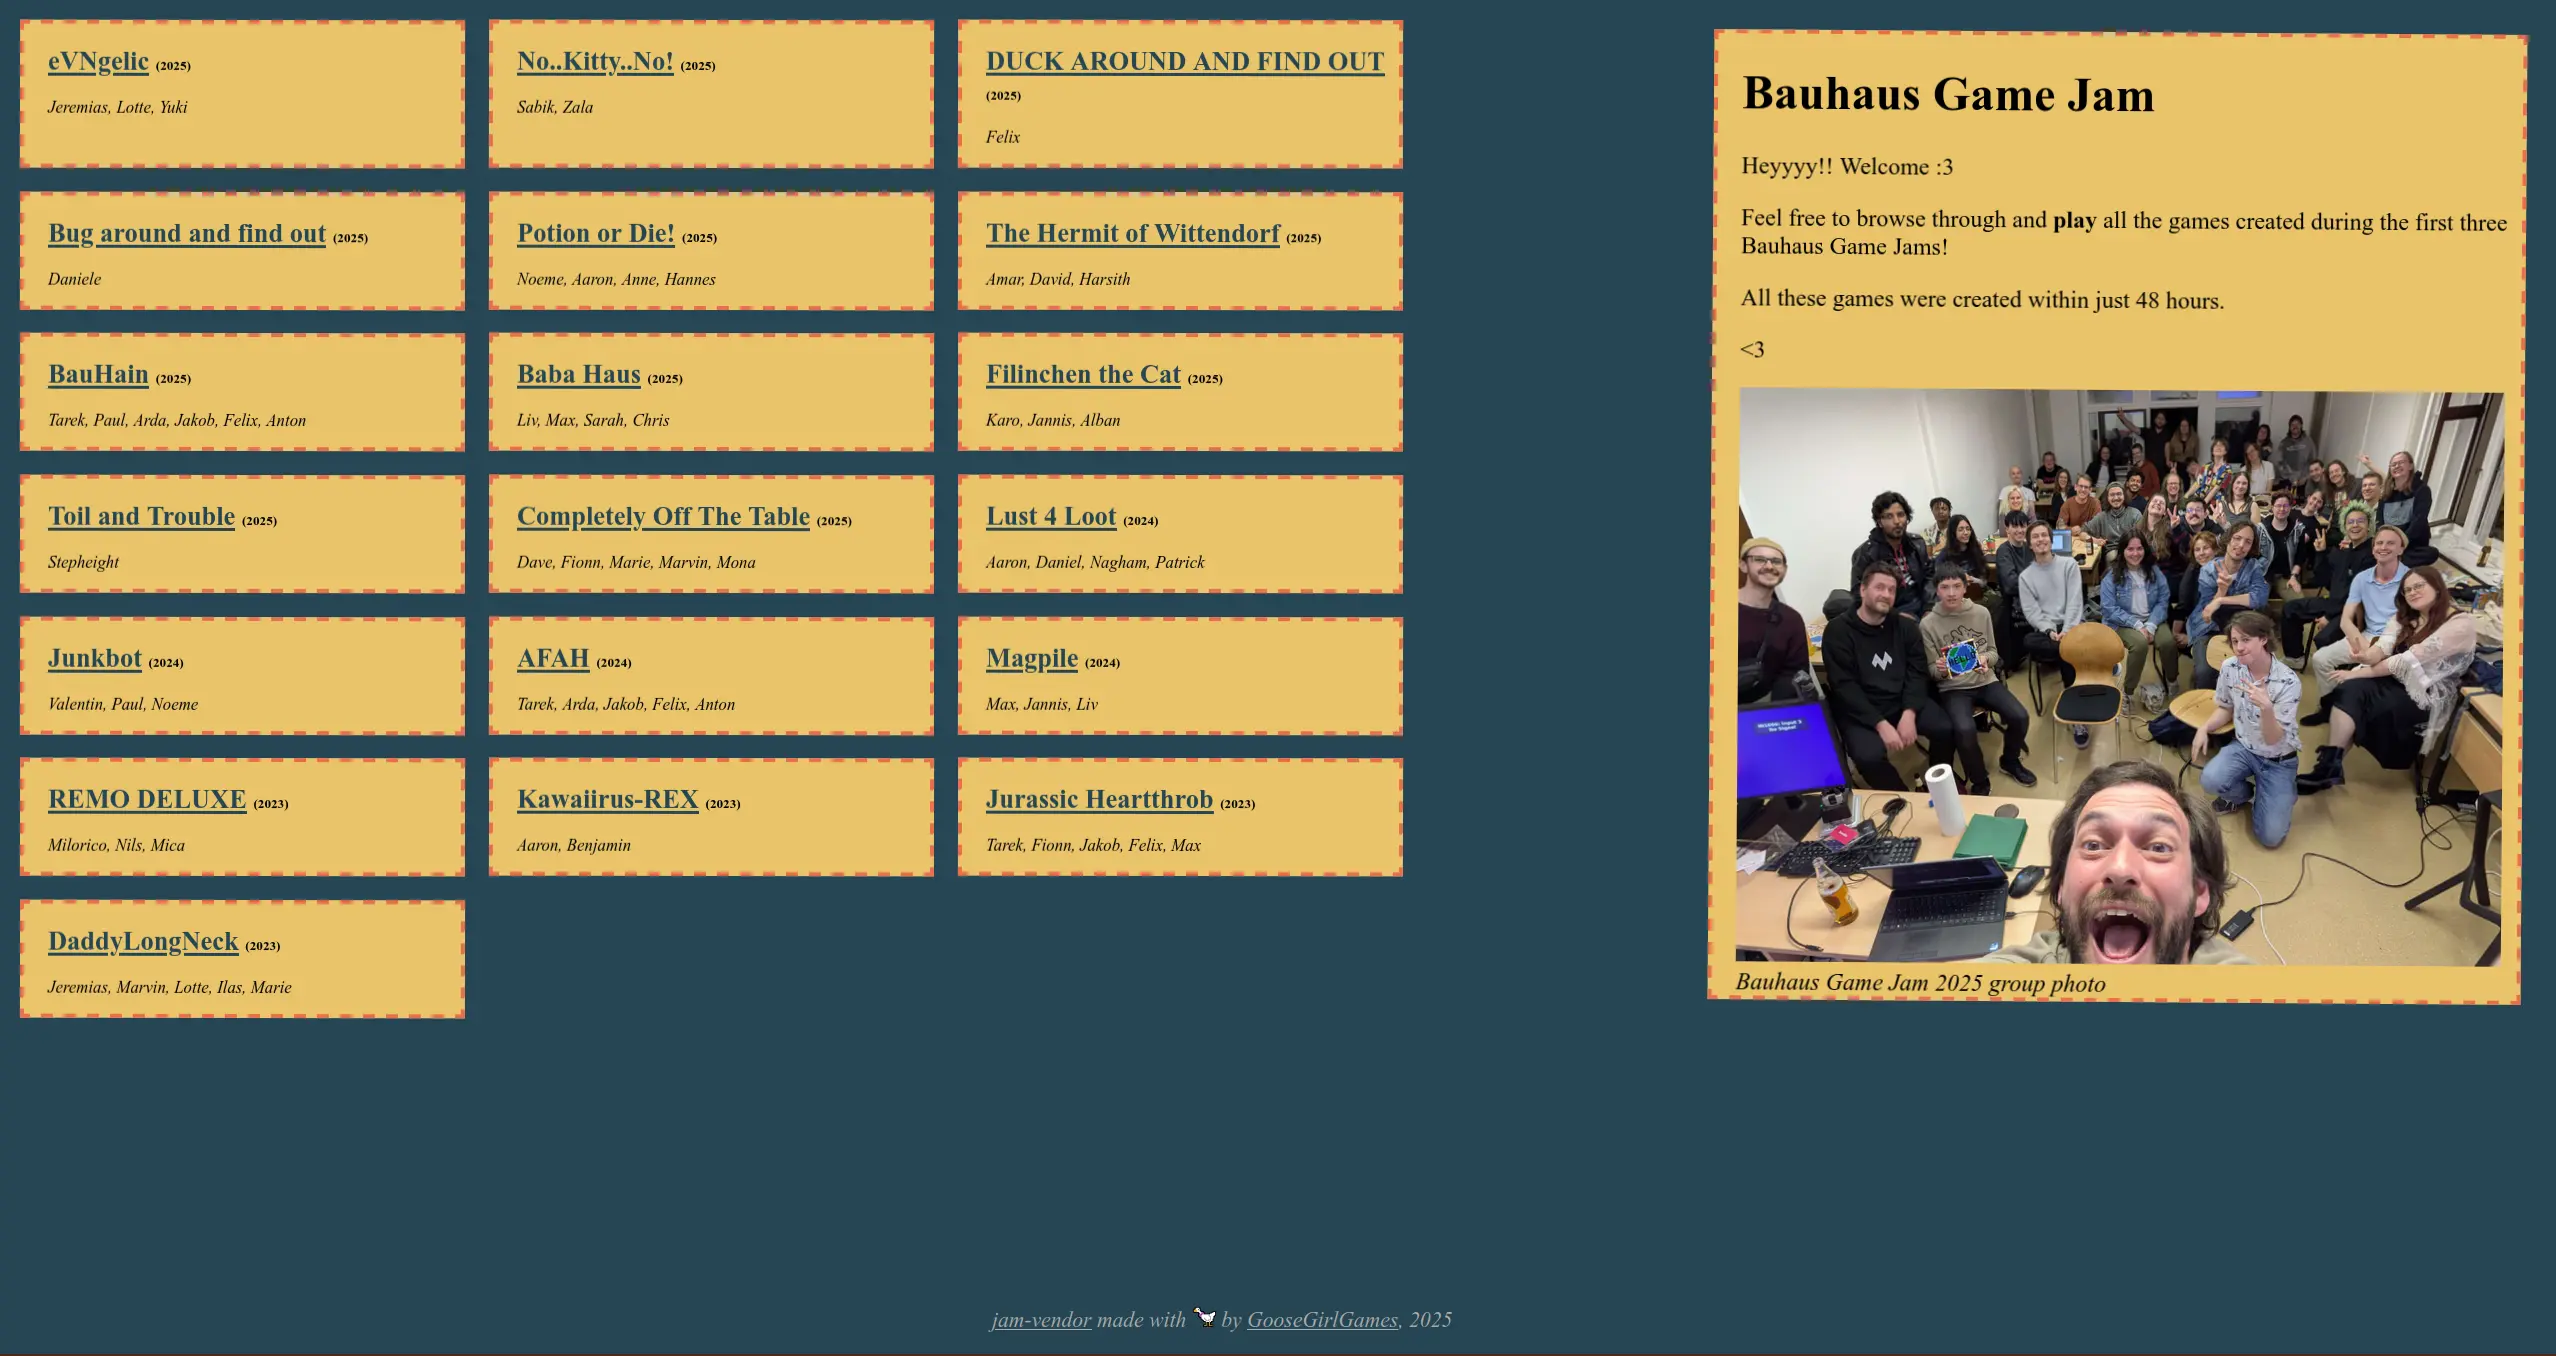 eVNgelic (2025)
Jeremias, Lotte, Yuki
No..Kitty..No! (2025)
Sabik, Zala
DUCK AROUND AND FIND OUT
(2025)
Felix
Bug around and find out (2025)
Daniele
Potion or Die! (2025)
Noeme, Aaron, Anne, Hannes
The Hermit of Wittendorf (2025)
Amar, David, Harsith
BauHain (2025)
Tarek, Paul, Arda, Jakob, Felix, Anton
Baba Haus (2025)
Liv, Max, Sarah, Chris
Filinchen the Cat (2025)
Karo, Jannis, Alban
Toil and Trouble (2025)
Stepheight
Completely Off The Table (2025)
Dave, Fionn, Marie, Marvin, Mona
Lust 4 Loot (2024)
Aaron, Daniel, Nagham, Patrick
Junkbot (2024)
Valentin, Paul, Noeme
AFAH (2024)
Tarek, Arda, Jakob, Felix, Anton
Magpile (2024)
Max, Jannis, Liv
REMO DELUXE (2023)
Milorico, Nils, Mica
Kawaiirus-REX (2023)
Aaron, Benjamin
Jurassic Heartthrob (2023)
Tarek, Fionn, Jakob, Felix, Max
DaddyLongNeck (2023)
Jeremias, Marvin, Lotte, Ilas, Marie
Bauhaus Game Jam
Heyyyy!! Welcome :3
Feel free to browse through and play all the games created during the first three
Bauhaus Game Jams!
All these games were created within just 48 hours.
<3
HELLO
Bauhaus Game Jam 2025 group photo
jam-vendor made with by GooseGirlGames, 2025